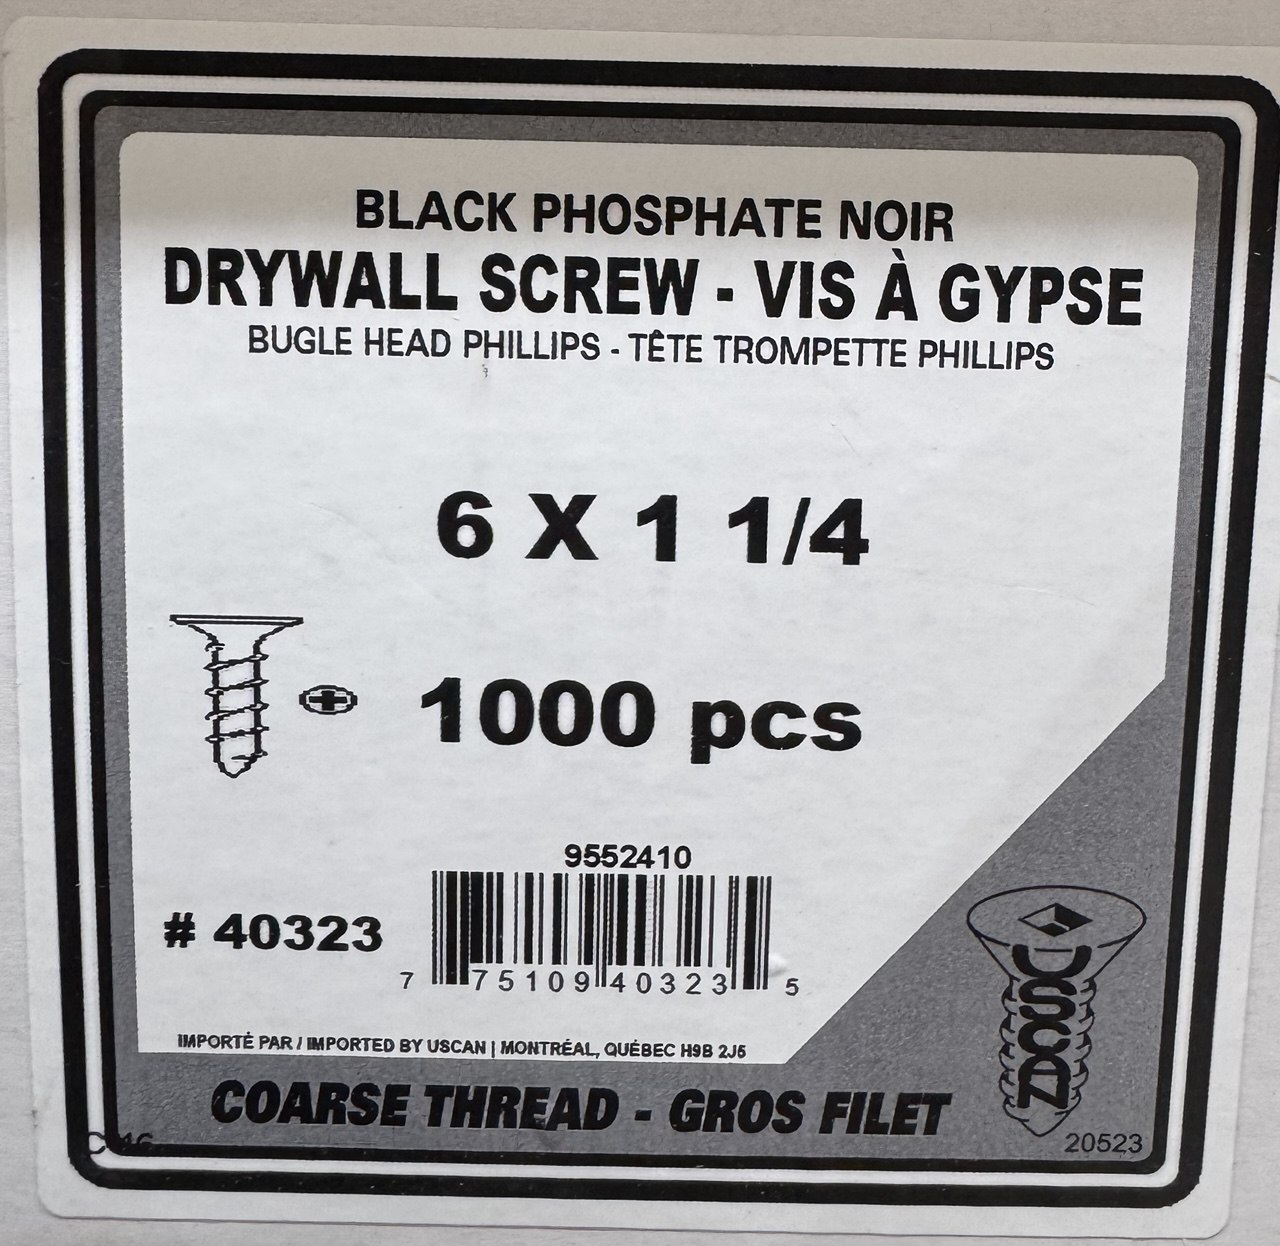 BLACK PHOSPHATE NOIR
DRYWALL SCREW - VIS À GYPSE
BUGLE HEAD PHILLIPS - TÊTE TROMPETTE PHILLIPS
6 X 1 1/4
1000 pcs
9552410
# 40323
7 75109 40323 5
IMPORTÉ PAR / IMPORTED BY USCAN | MONTRÉAL, QUÉBEC H9B 2J5
USCAN
COARSE THREAD - GROS FILET
20523